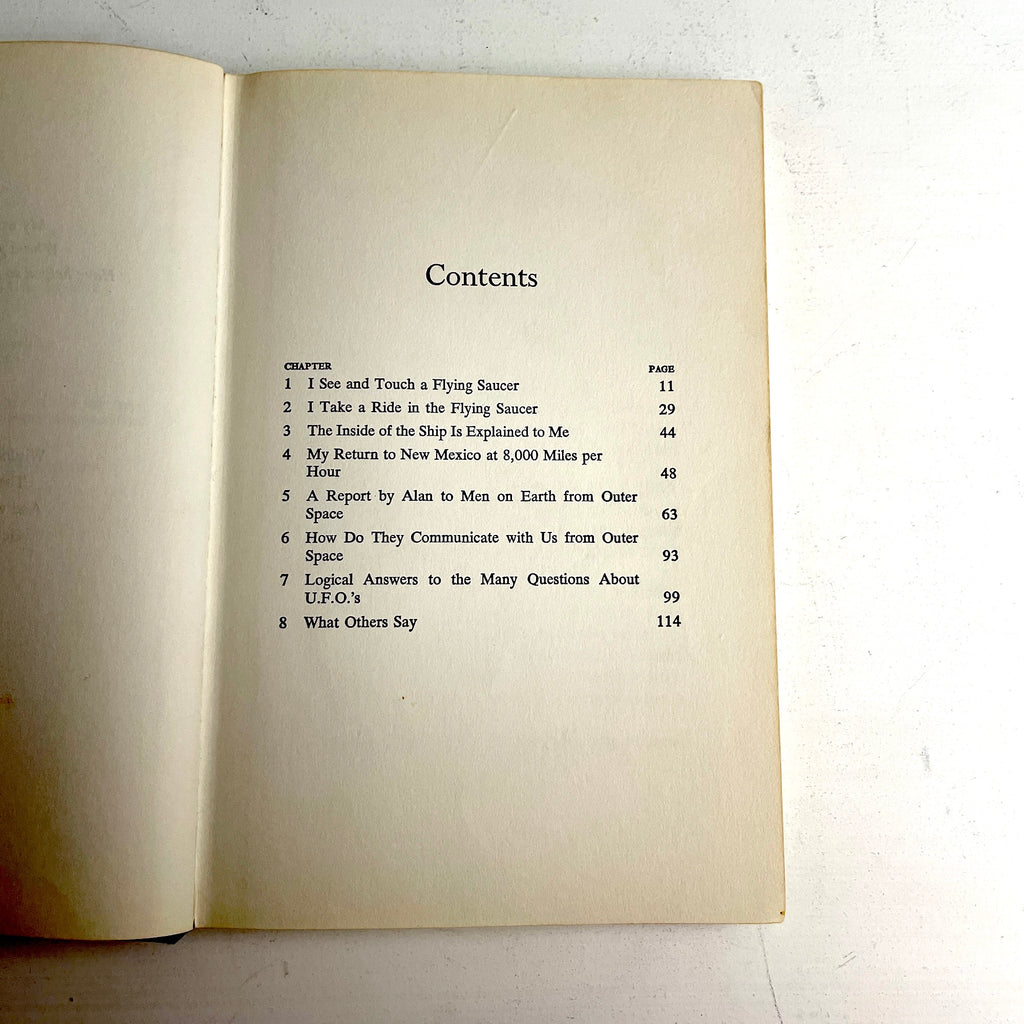 Contents
CHAPTER PAGE
1 I See and Touch a Flying Saucer 11
2 I Take a Ride in the Flying Saucer 29
3 The Inside of the Ship Is Explained to Me 44
4 My Return to New Mexico at 8,000 Miles per
Hour 48
5 A Report by Alan to Men on Earth from Outer
Space 63
6 How Do They Communicate with Us from Outer
Space 93
7 Logical Answers to the Many Questions About
U.F.O.'s 99
8 What Others Say 114